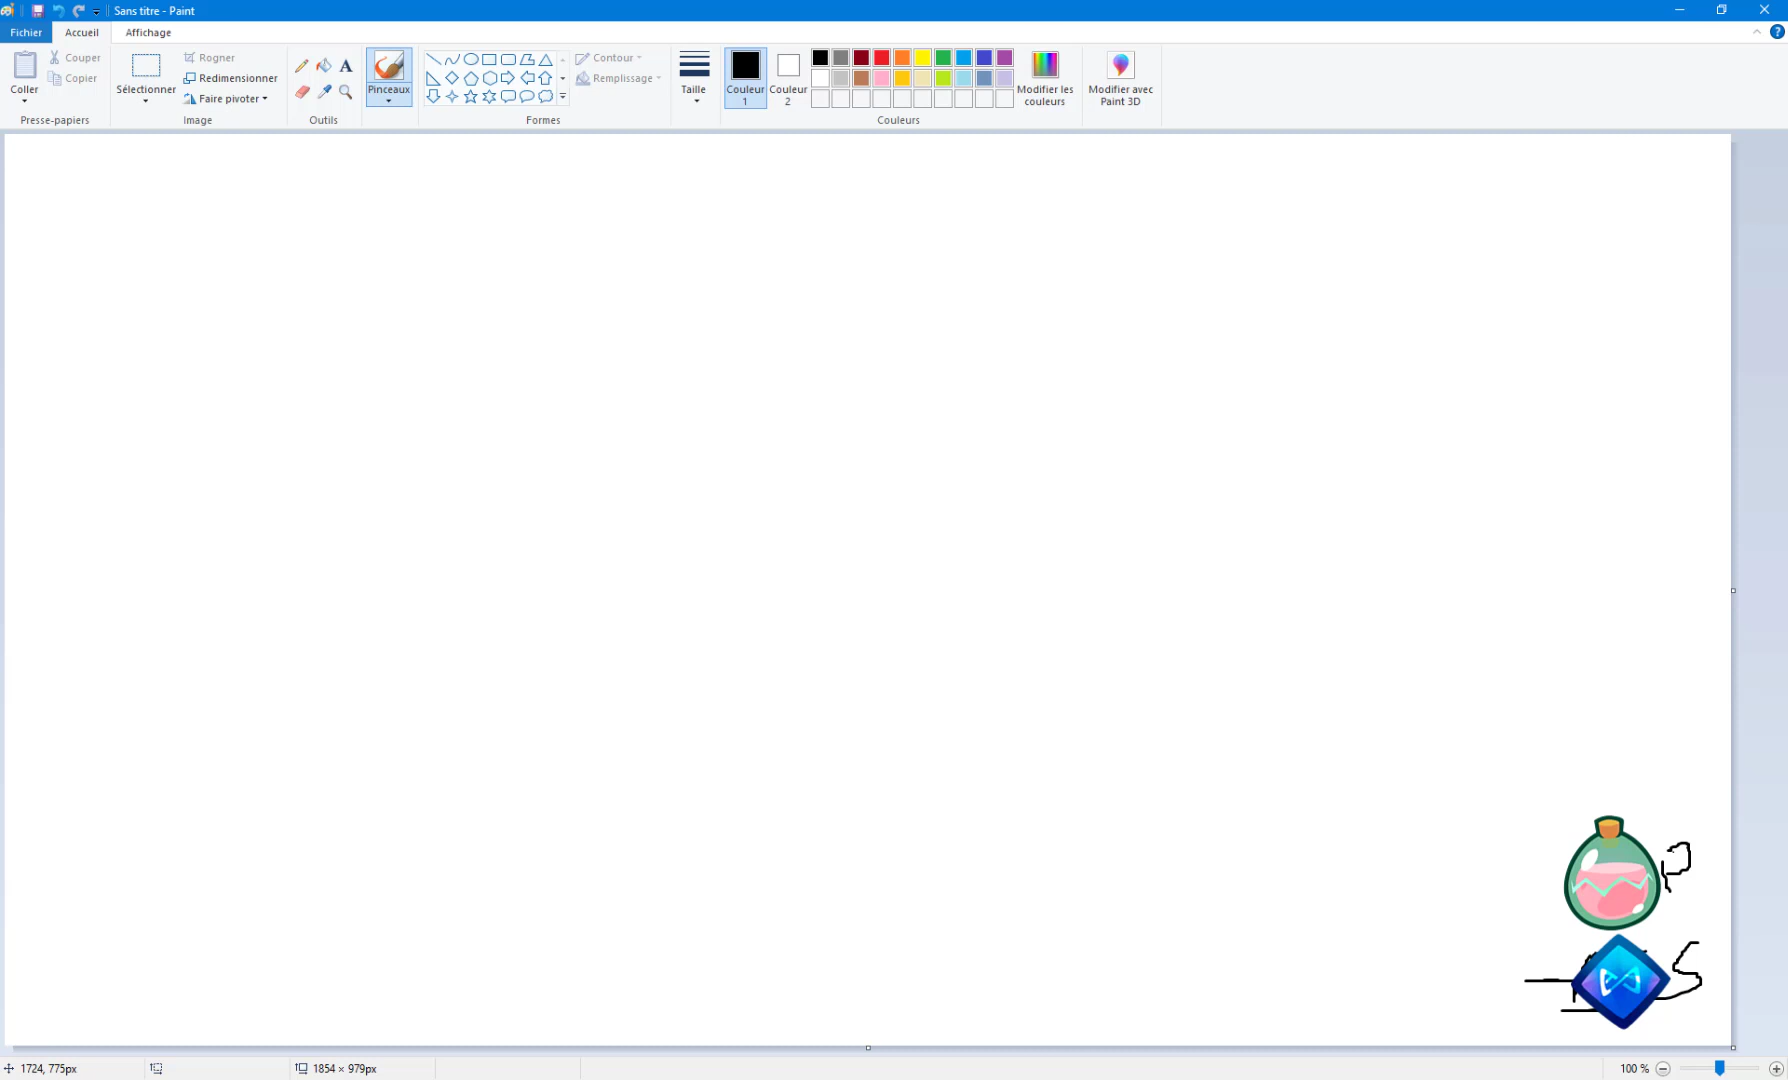 Sans titre - Paint
Fichier Accueil Affichage
Coller
Couper
Copier
Presse-papiers
Sélectionner
Rogner
Redimensionner
Faire pivoter
Image
Outils
Pinceaux
Contour
Remplissage
Formes
Taille
Couleur 1
Couleur 2
Modifier les couleurs
Couleurs
Modifier avec Paint 3D
P
S
1724, 775px
1854 × 979px
100 %